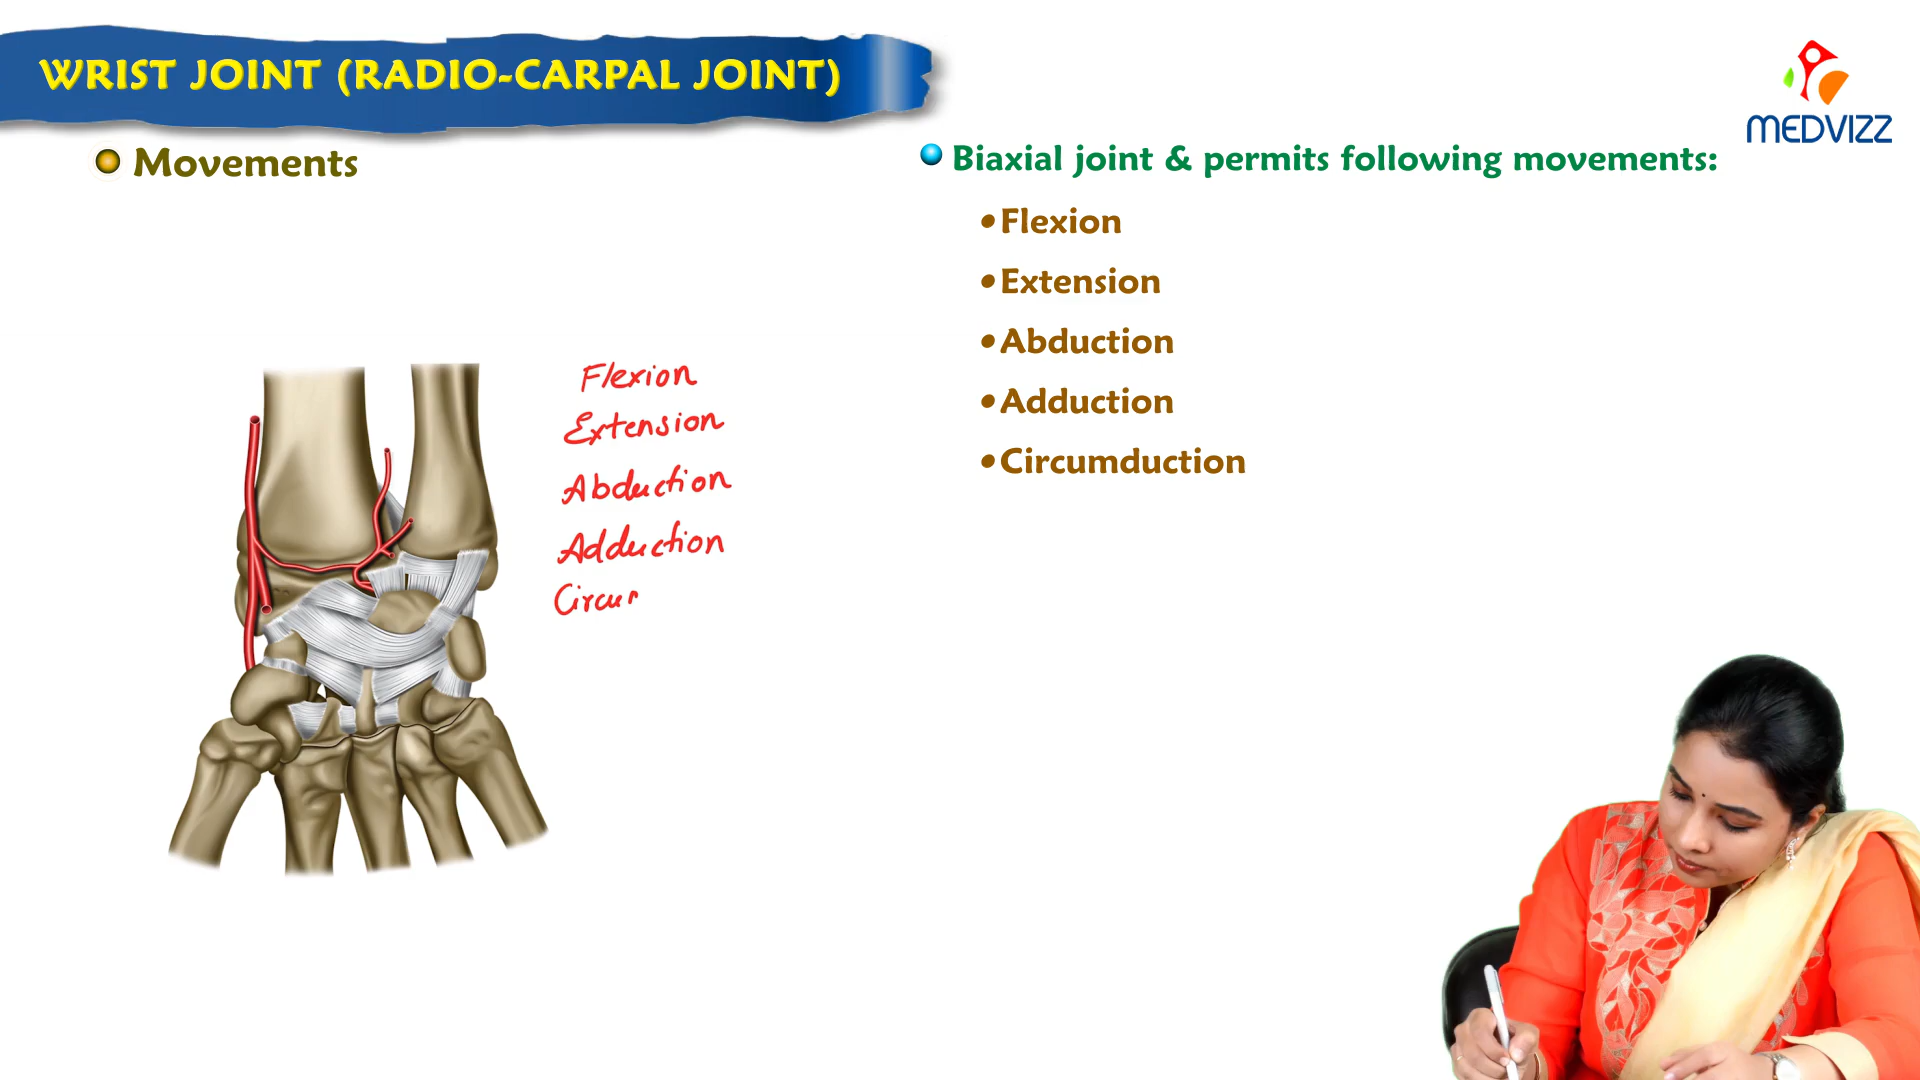 WRIST JOINT (RADIO-CARPAL JOINT)
MEDVIZZ
Movements
Flexion
Extension
Abduction
Adduction
Circur
Biaxial joint & permits following movements:
•Flexion
•Extension
•Abduction
•Adduction
•Circumduction